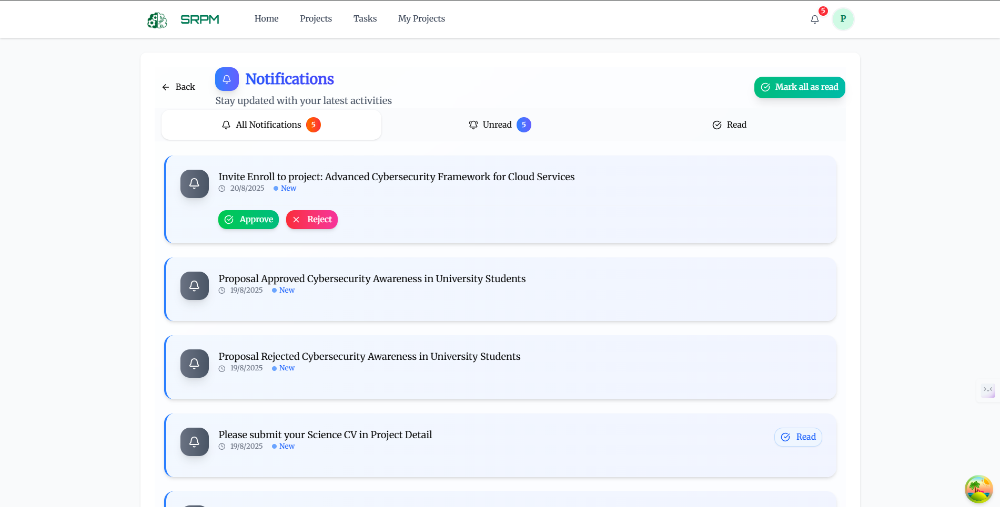 SRPM
Home
Projects
Tasks
My Projects
5
P
Back
Notifications
Stay updated with your latest activities
Mark all as read
All Notifications 5
Unread 5
Read
Invite Enroll to project: Advanced Cybersecurity Framework for Cloud Services
20/8/2025 New
Approve
Reject
Proposal Approved Cybersecurity Awareness in University Students
19/8/2025 New
Proposal Rejected Cybersecurity Awareness in University Students
19/8/2025 New
Please submit your Science CV in Project Detail
19/8/2025 New
Read